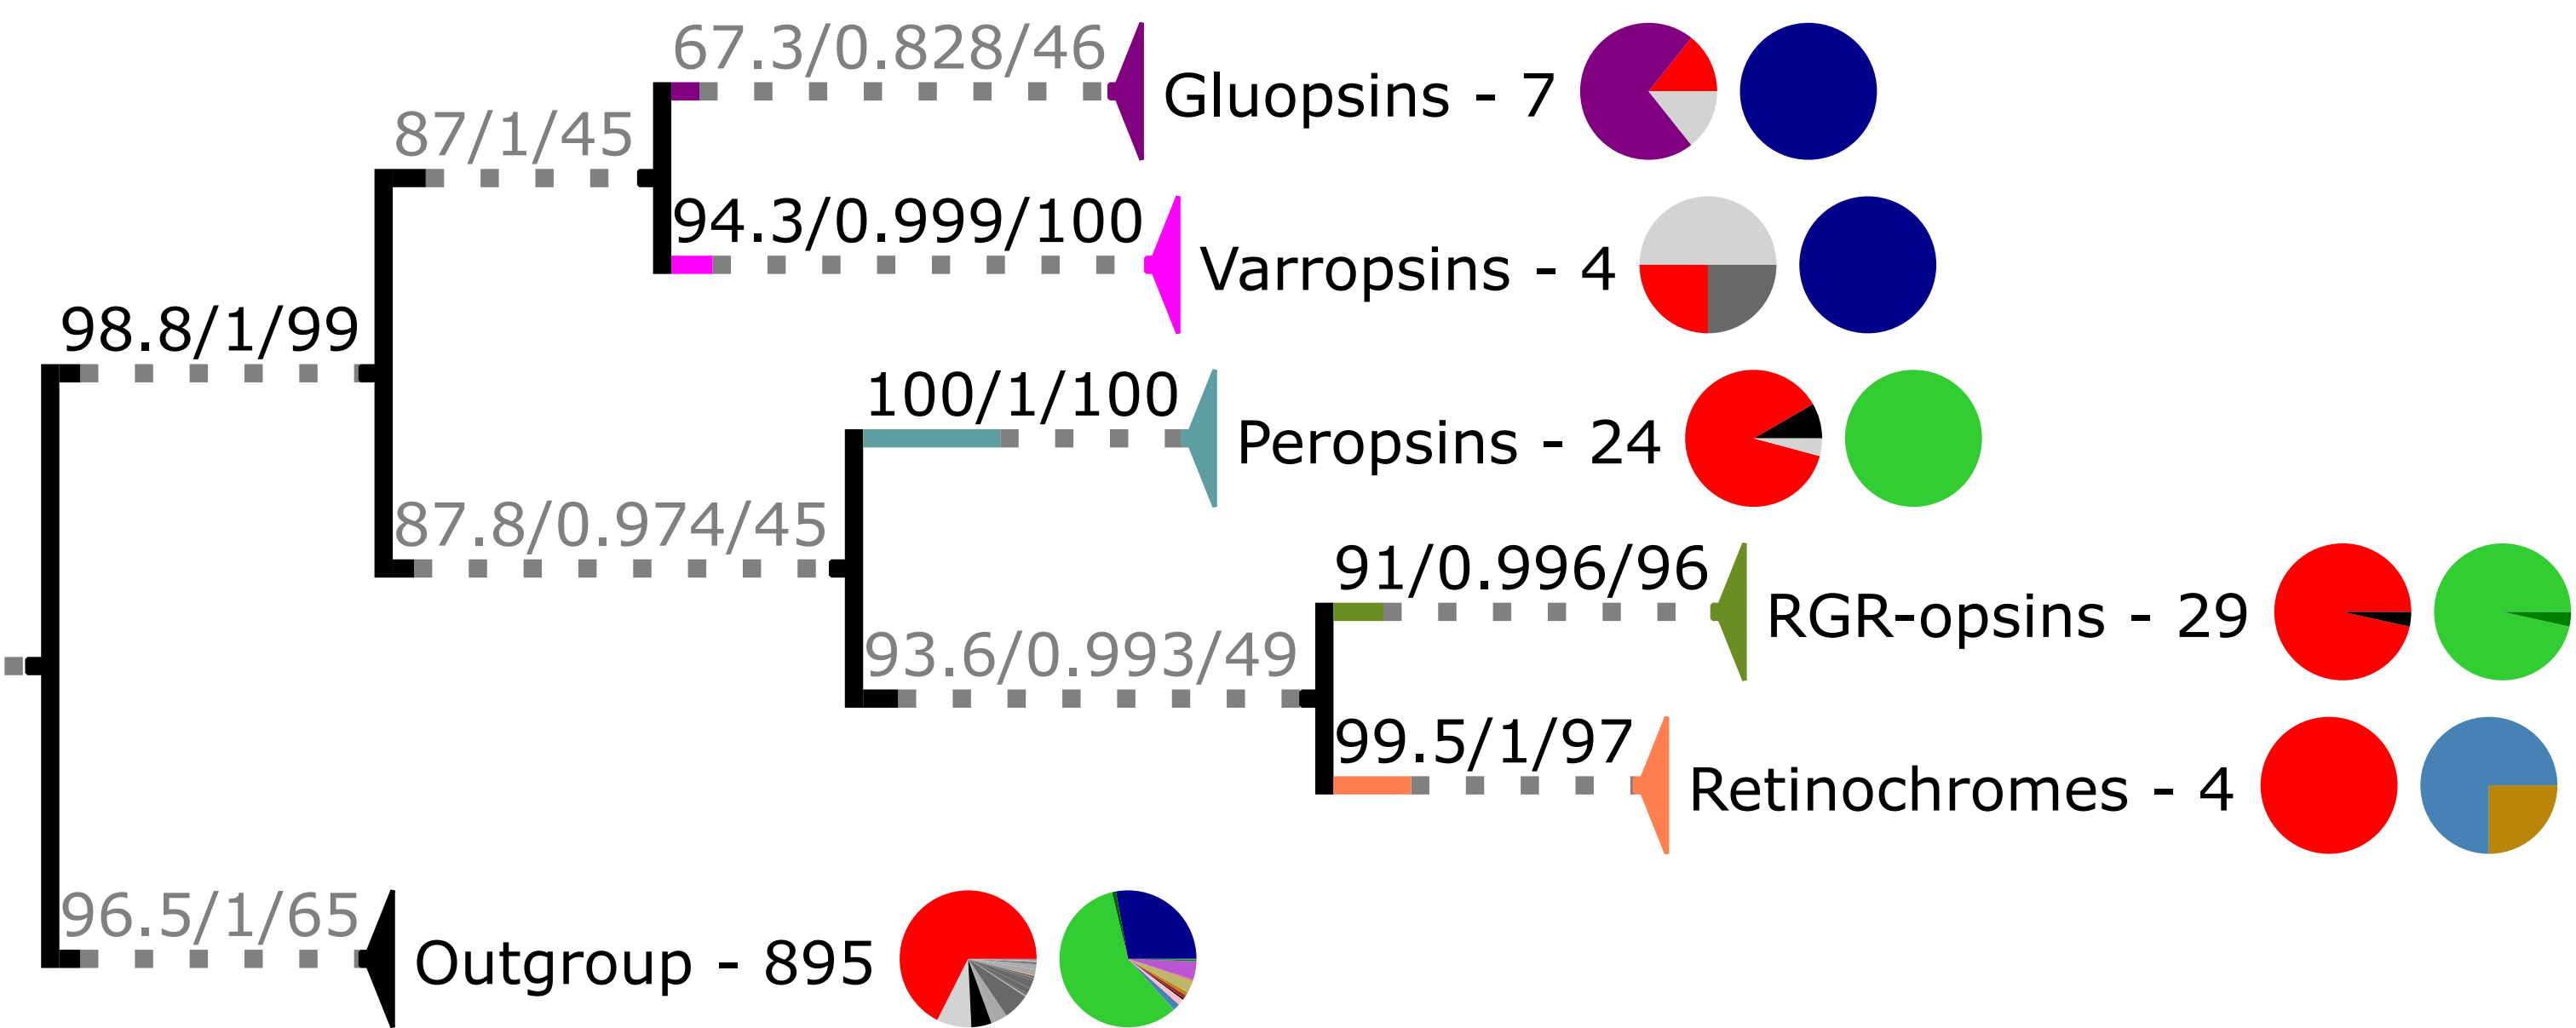 67.3/0.828/46
Gluopsins - 7
87/1/45
94.3/0.999/100
Varropsins - 4
98.8/1/99
100/1/100
Peropsins - 24
87.8/0.974/45
91/0.996/96
RGR-opsins - 29
93.6/0.993/49
99.5/1/97
Retinochromes - 4
96.5/1/65
Outgroup - 895